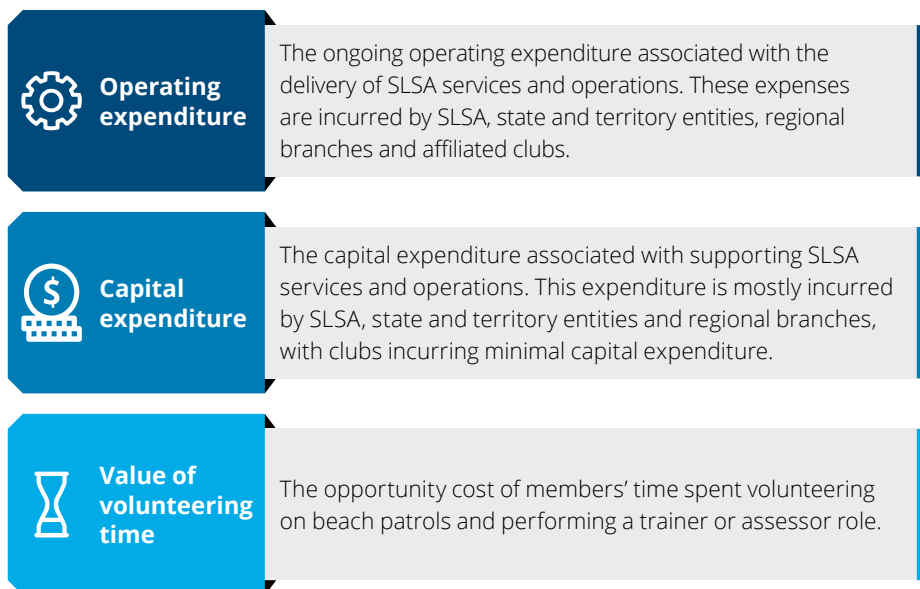 Operating
expenditure
The ongoing operating expenditure associated with the
delivery of SLSA services and operations. These expenses
are incurred by SLSA, state and territory entities, regional
branches and affiliated clubs.
$
Capital
expenditure
The capital expenditure associated with supporting SLSA
services and operations. This expenditure is mostly incurred
by SLSA, state and territory entities and regional branches,
with clubs incurring minimal capital expenditure.
Value of
volunteering
time
The opportunity cost of members’ time spent volunteering
on beach patrols and performing a trainer or assessor role.